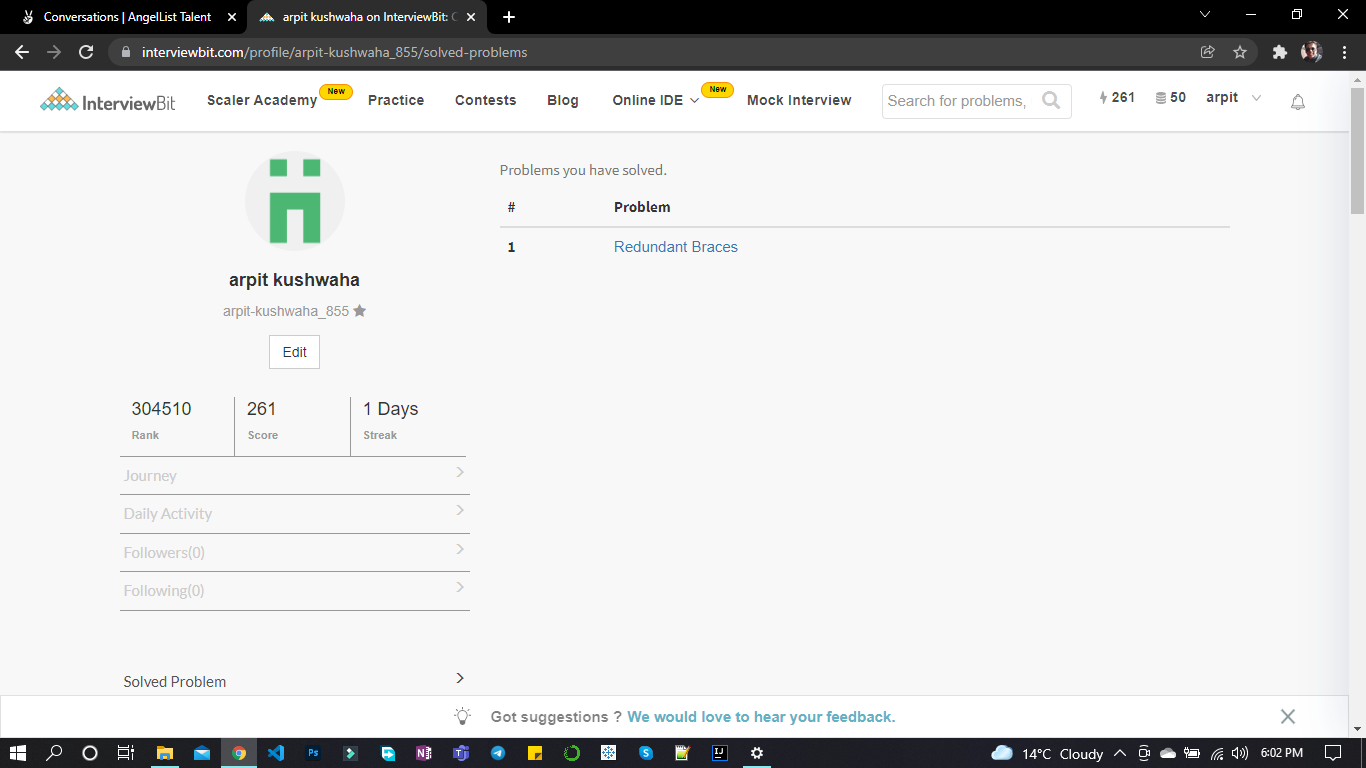 Conversations | AngelList Talent
arpit kushwaha on InterviewBit: C
interviewbit.com/profile/arpit-kushwaha_855/solved-problems
InterviewBit
Scaler Academy New
Practice
Contests
Blog
Online IDE New
Mock Interview
Search for problems,
261
50
arpit
Problems you have solved.
# Problem
1 Redundant Braces
arpit kushwaha
arpit-kushwaha_855
Edit
304510 261 1 Days
Rank Score Streak
Journey
Daily Activity
Followers(0)
Following(0)
Solved Problem
Got suggestions ? We would love to hear your feedback.
14°C Cloudy
6:02 PM